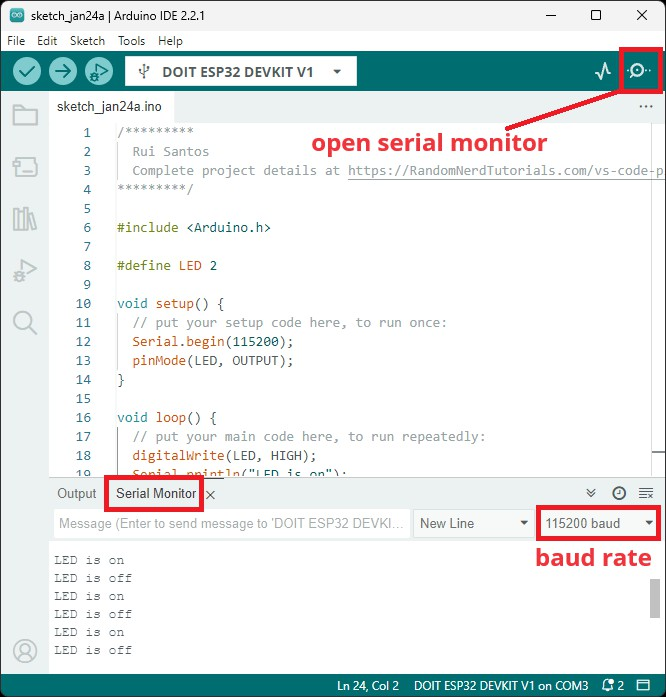 sketch_jan24a | Arduino IDE 2.2.1
File Edit Sketch Tools Help
DOIT ESP32 DEVKIT V1
sketch_jan24a.ino
open serial monitor
1 /*********
2 Rui Santos
3 Complete project details at https://RandomNerdTutorials.com/vs-code-p
4 *********/
5
6 #include <Arduino.h>
7
8 #define LED 2
9
10 void setup() {
11 // put your setup code here, to run once:
12 Serial.begin(115200);
13 pinMode(LED, OUTPUT);
14 }
15
16 void loop() {
17 // put your main code here, to run repeatedly:
18 digitalWrite(LED, HIGH);
19 Serial.println("LED is on");
Output Serial Monitor
Message (Enter to send message to 'DOIT ESP32 DEVKI... New Line 115200 baud
baud rate
LED is on
LED is off
LED is on
LED is off
LED is on
LED is off
Ln 24, Col 2 DOIT ESP32 DEVKIT V1 on COM3 2